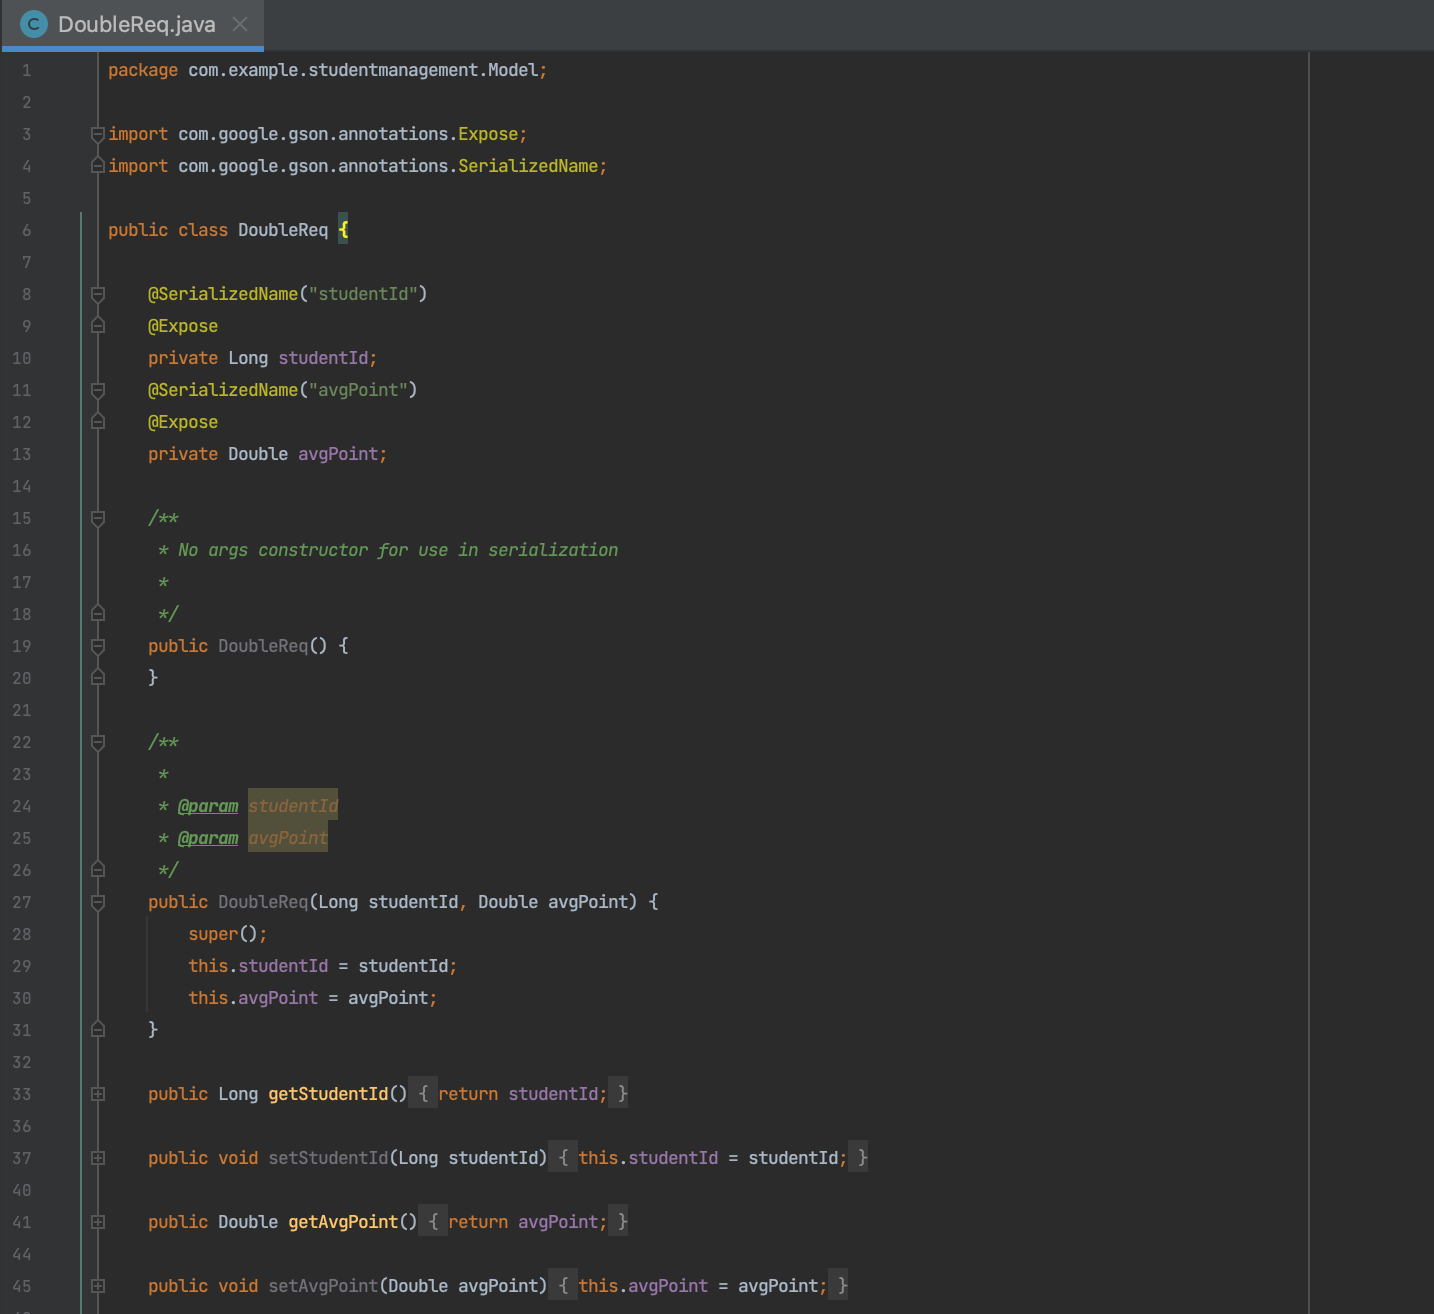 DoubleReq.java
1 package com.example.studentmanagement.Model;
2
3 import com.google.gson.annotations.Expose;
4 import com.google.gson.annotations.SerializedName;
5
6 public class DoubleReq {
7
8 @SerializedName("studentId")
9 @Expose
10 private Long studentId;
11 @SerializedName("avgPoint")
12 @Expose
13 private Double avgPoint;
14
15 /**
16 * No args constructor for use in serialization
17 *
18 */
19 public DoubleReq() {
20 }
21
22 /**
23 *
24 * @param studentId
25 * @param avgPoint
26 */
27 public DoubleReq(Long studentId, Double avgPoint) {
28 super();
29 this.studentId = studentId;
30 this.avgPoint = avgPoint;
31 }
32
33 public Long getStudentId() { return studentId; }
36
37 public void setStudentId(Long studentId) { this.studentId = studentId; }
40
41 public Double getAvgPoint() { return avgPoint; }
44
45 public void setAvgPoint(Double avgPoint) { this.avgPoint = avgPoint; }